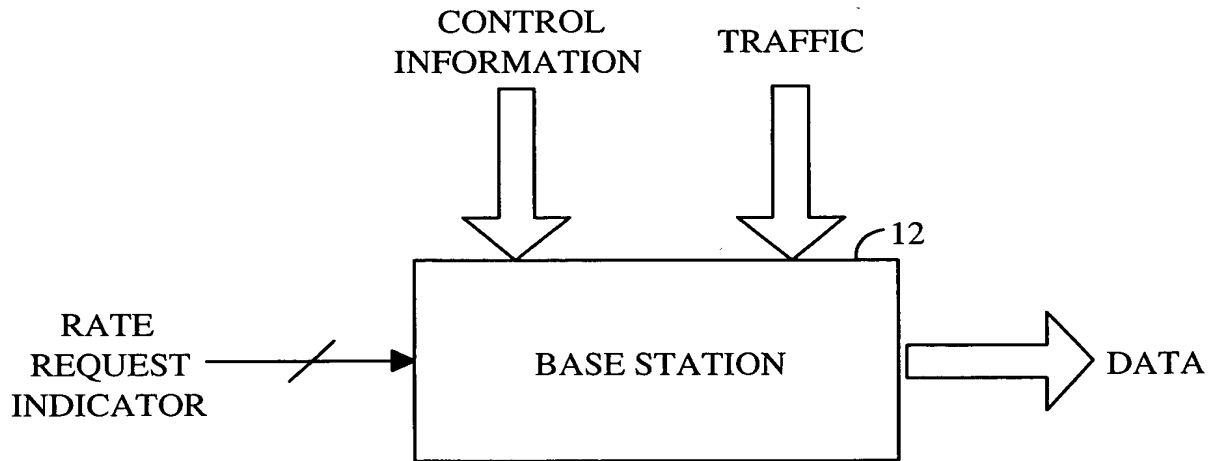 CONTROL
INFORMATION
TRAFFIC
12
RATE
REQUEST
INDICATOR
BASE STATION
DATA